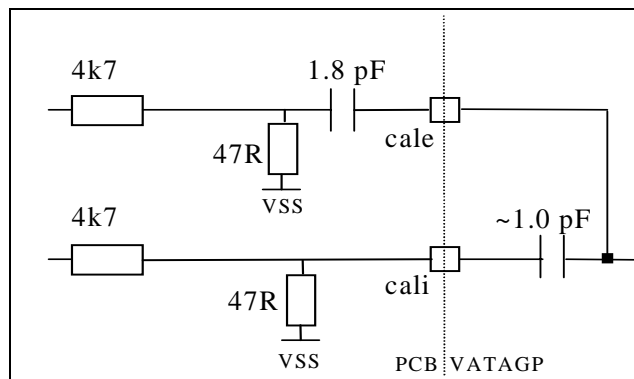 4k7
1.8 pF
47R
cale
VSS
4k7
~1.0 pF
47R
cali
VSS
PCB VATAGP